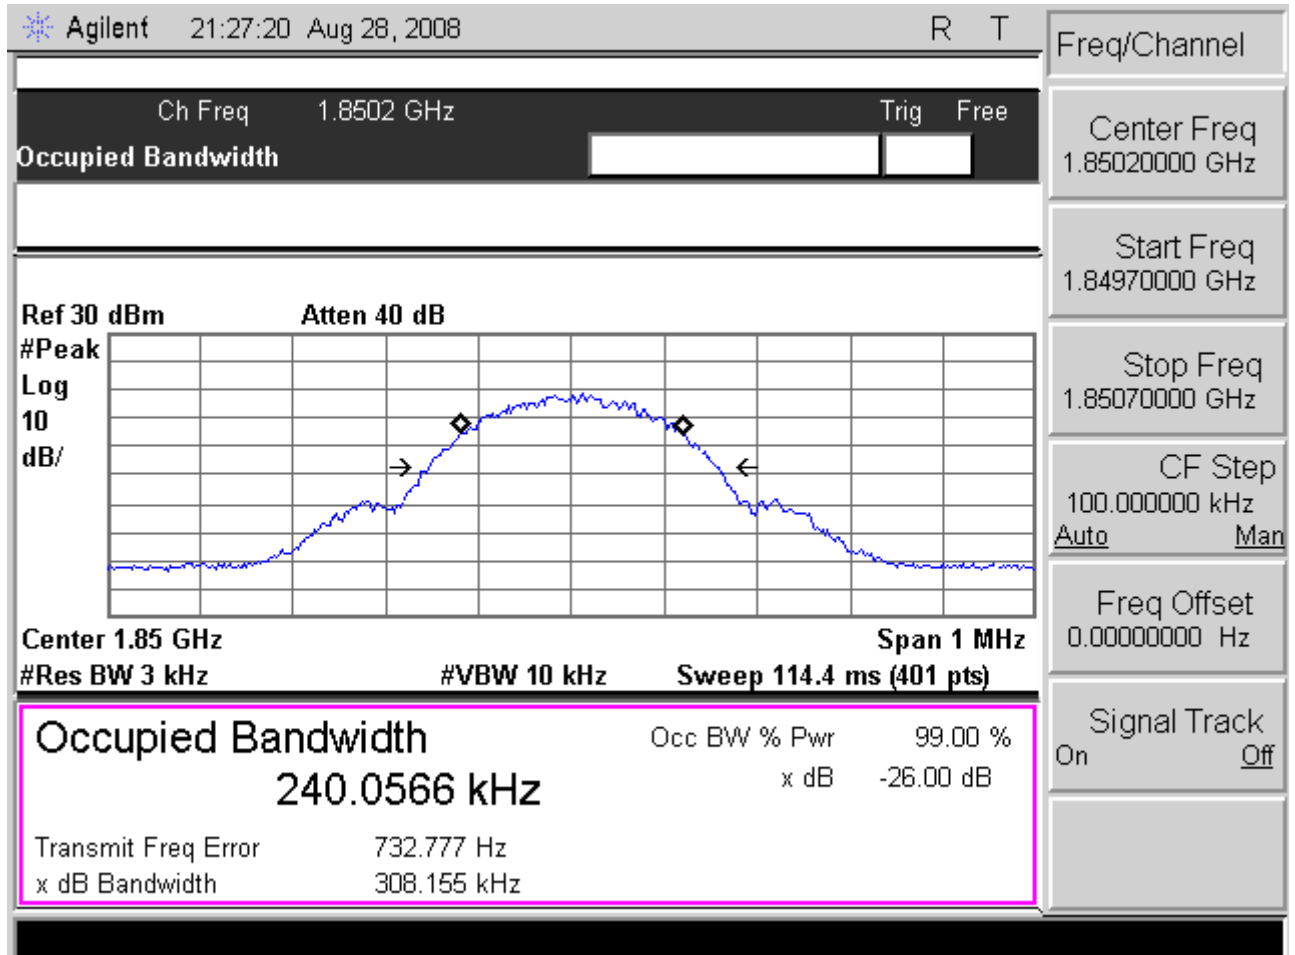 Agilent 21:27:20 Aug 28, 2008 R T
Freq/Channel
Ch Freq 1.8502 GHz Trig Free
Occupied Bandwidth
Center Freq
1.85020000 GHz
Start Freq
1.84970000 GHz
Stop Freq
1.85070000 GHz
CF Step
100.000000 kHz
Auto Man
Freq Offset
0.00000000 Hz
Signal Track
On Off
Ref 30 dBm Atten 40 dB
#Peak
Log
10
dB/
Center 1.85 GHz Span 1 MHz
#Res BW 3 kHz #VBW 10 kHz Sweep 114.4 ms (401 pts)
Occupied Bandwidth
240.0566 kHz
Occ BW % Pwr 99.00 %
x dB -26.00 dB
Transmit Freq Error 732.777 Hz
x dB Bandwidth 308.155 kHz